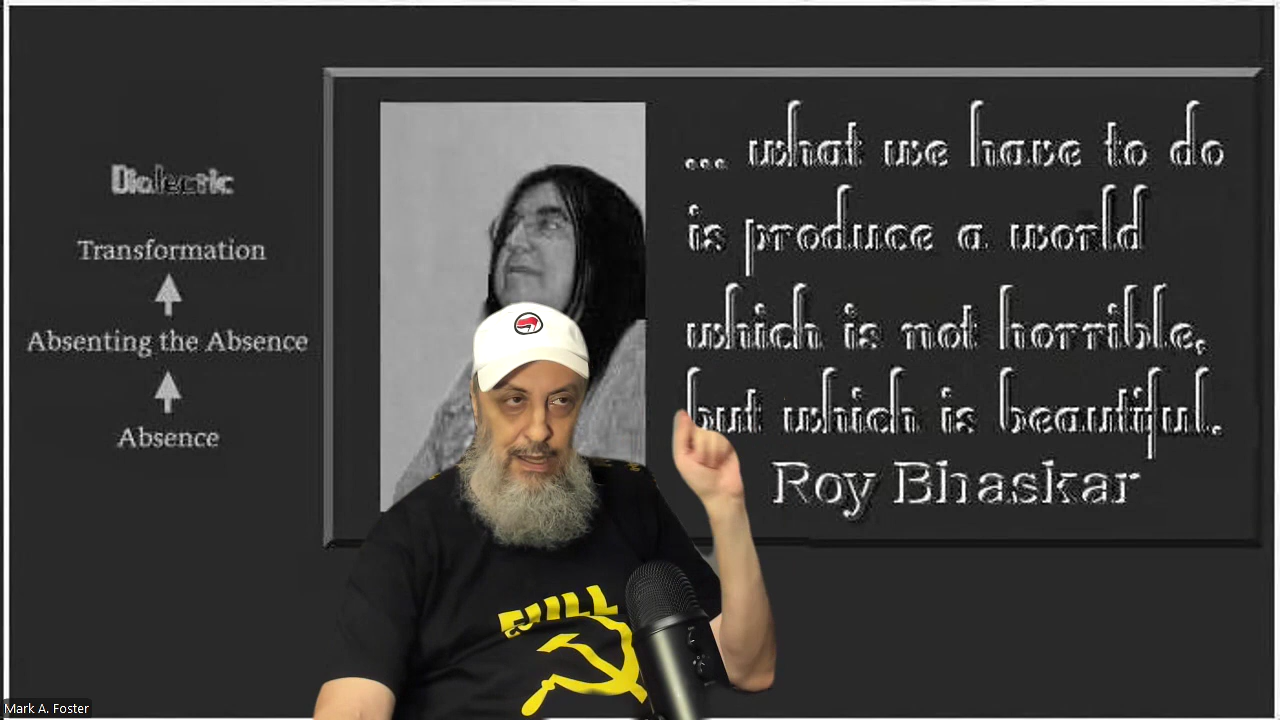 Dialectic
Transformation
Absenting the Absence
Absence
... what we have to do
is produce a world
which is not horrible,
but which is beautiful.
Roy Bhaskar
Mark A. Foster